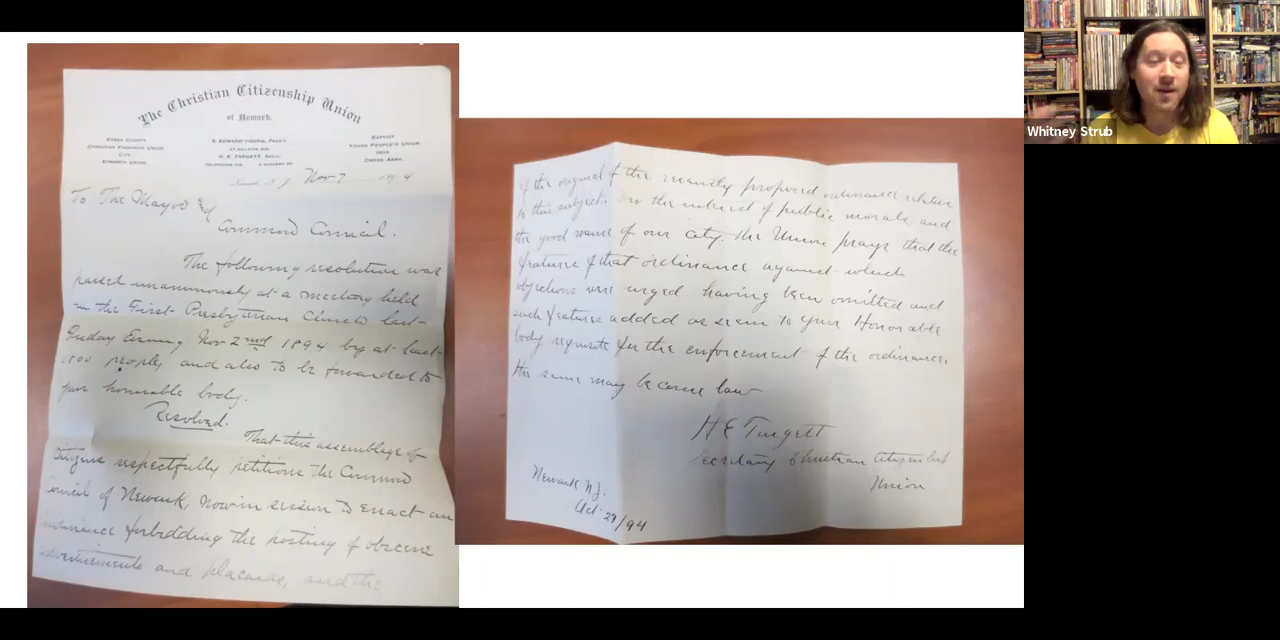 The Christian Citizenship Union
of Newark.
ESSEX COUNTY
CHRISTIAN ENDEAVOR UNION
CITY
EPWORTH UNION.
S. EDWARD YOUNG, PREST.
H. E. TURGETT, SEC.
BAPTIST
YOUNG PEOPLE'S UNION
CROSS ARMY.
N. J. Nov 7 1894
To The Mayor &
Common Council.
The following resolution was
passed unanimously at a meeting held
in the First Presbyterian Church last
Friday Evening Nov 2nd 1894 by at least
1000 people, and also to be forwarded to
your honorable body.
Resolved.
That this assemblage of
citizens respectfully petitions the Common
Council of Newark, now in session to enact an
ordinance forbidding the posting of obscene
advertisements and placards, and the
of the original of the recently proposed ordinance relative
to this subject. in the interest of public morals and
the good name of our city. The Union prays that the
features of that ordinance against which
objections were urged having been omitted and
such features added as seem to your Honorable
body requisite for the enforcement of the ordinance,
the same may become law
H E Turgett
Secretary Christian Citizenship
Union
Newark N.J.
Oct 29/94
Whitney Strub